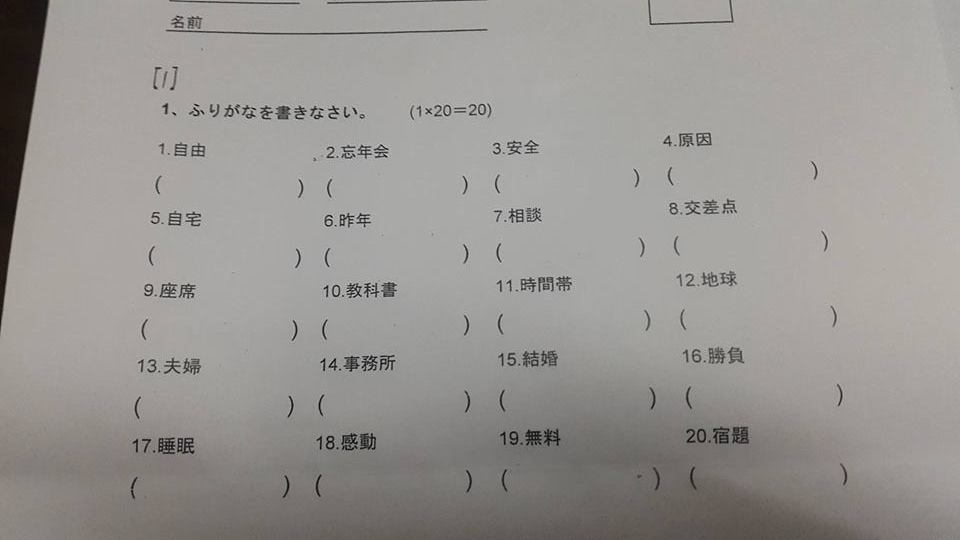 名前
[1]
1、ふりがなを書きなさい。 (1×20＝20)
1.自由 2.忘年会 3.安全 4.原因
( ) ( ) ( ) ( )
5.自宅 6.昨年 7.相談 8.交差点
( ) ( ) ( ) ( )
9.座席 10.教科書 11.時間帯 12.地球
( ) ( ) ( ) ( )
13.夫婦 14.事務所 15.結婚 16.勝負
( ) ( ) ( ) ( )
17.睡眠 18.感動 19.無料 20.宿題
( ) ( ) ( ) ( )